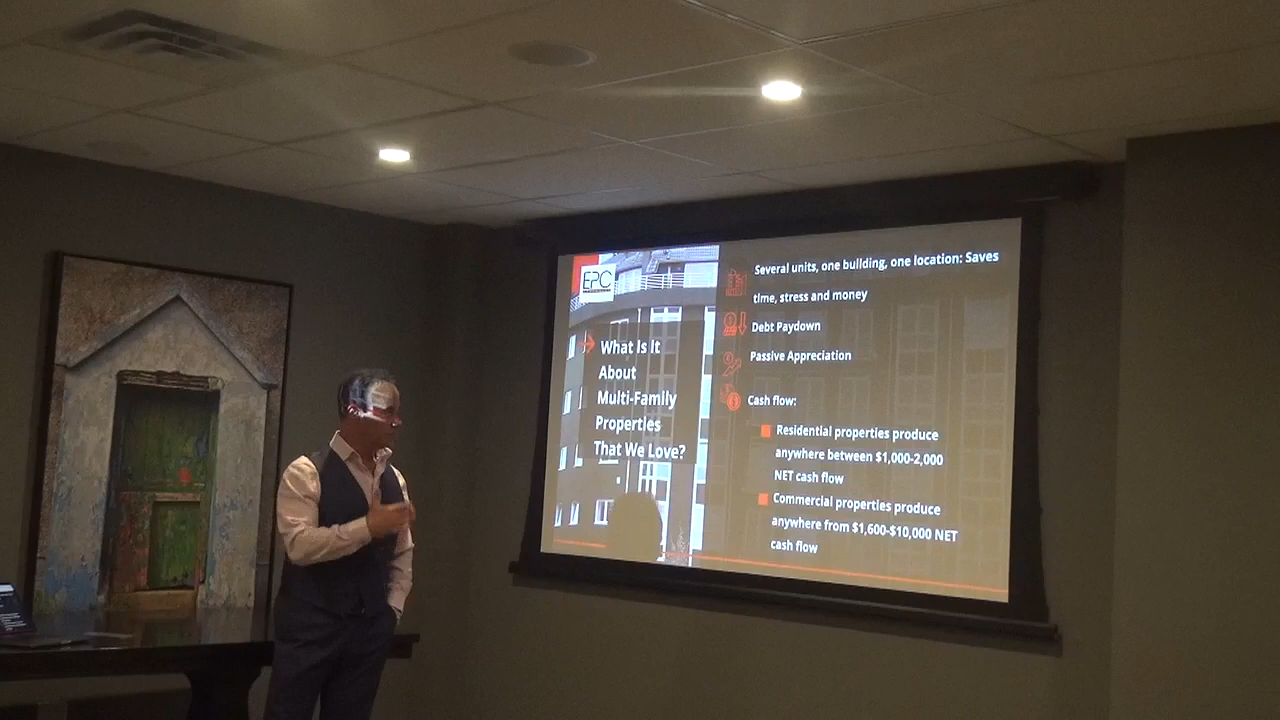 EPC
What Is It
About
Multi-Family
Properties
That We Love?
Several units, one building, one location: Saves
time, stress and money
Debt Paydown
Passive Appreciation
Cash flow:
Residential properties produce
anywhere between $1,000-2,000
NET cash flow
Commercial properties produce
anywhere from $1,600-$10,000 NET
cash flow